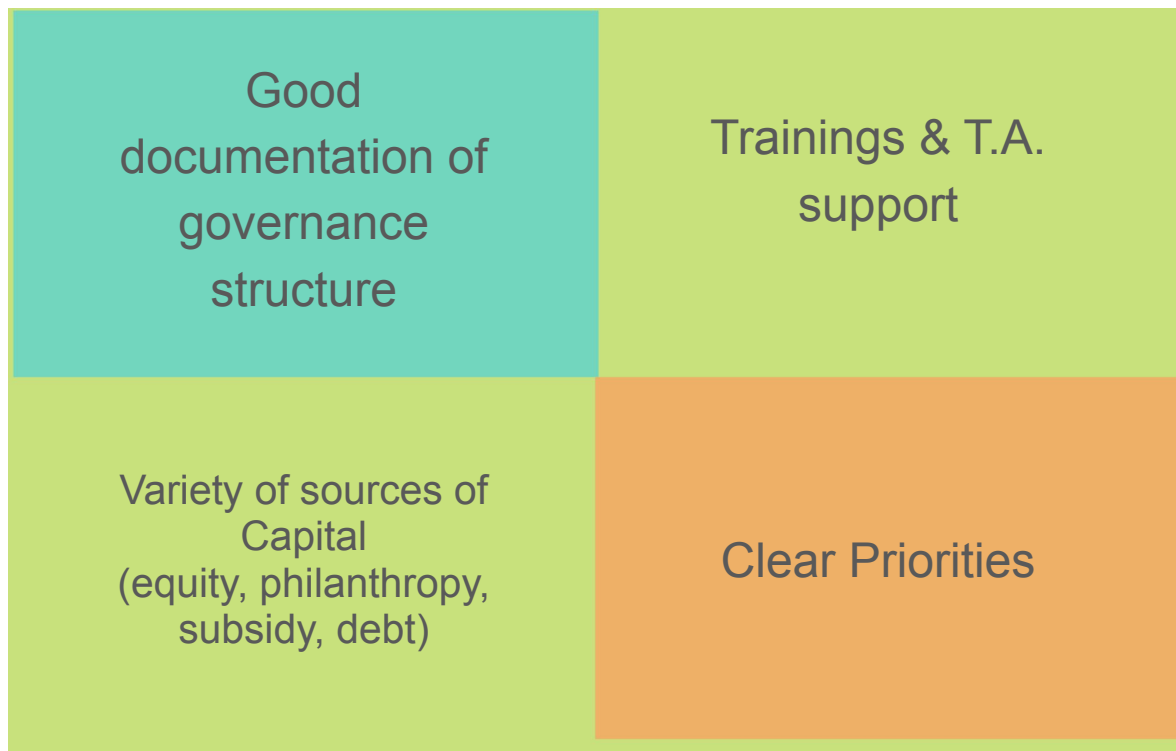 Good
documentation of
governance
structure
Trainings & T.A.
support
Variety of sources of
Capital
(equity, philanthropy,
subsidy, debt)
Clear Priorities